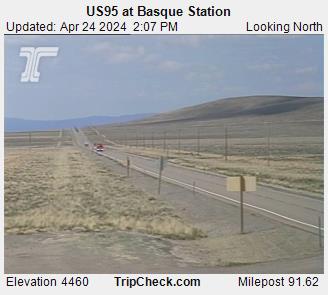 US95 at Basque Station
Updated: Apr 24 2024 2:07 PM Looking North
Elevation 4460 TripCheck.com Milepost 91.62